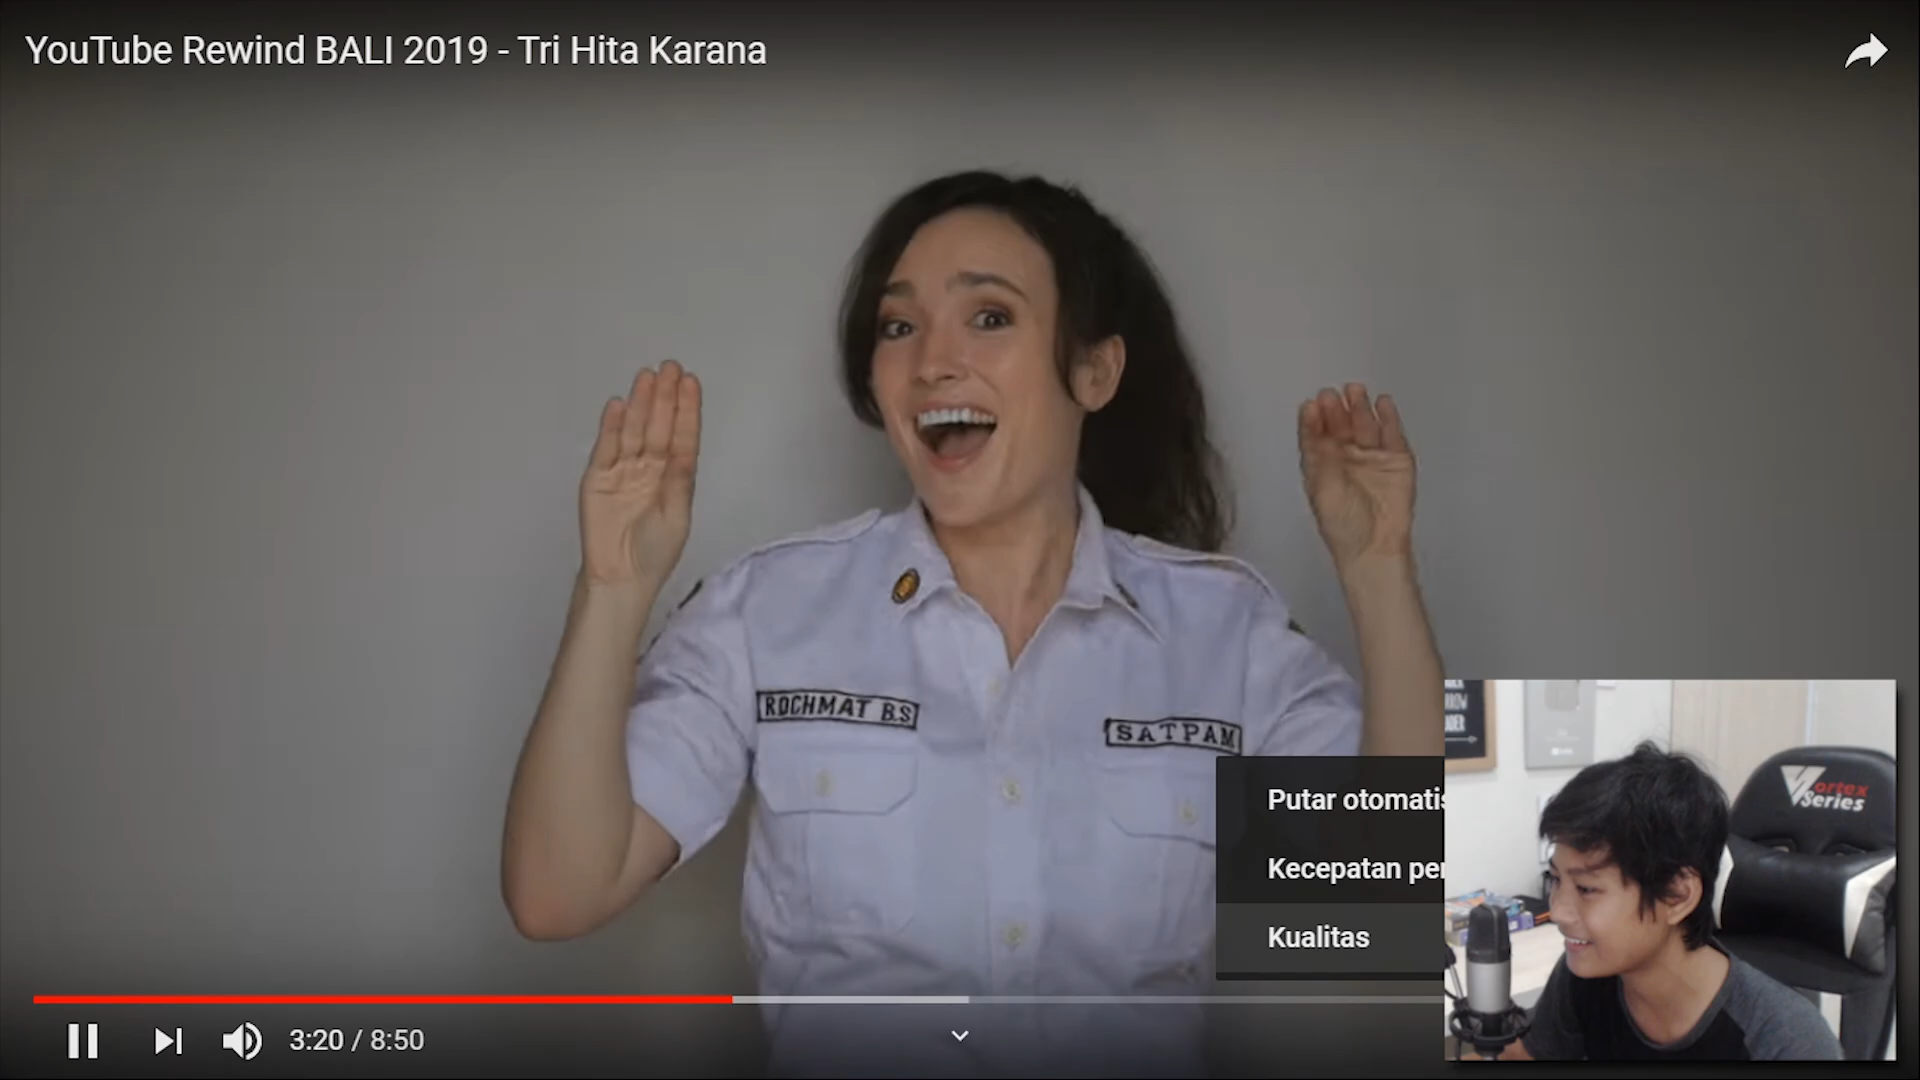 YouTube Rewind BALI 2019 - Tri Hita Karana
ROCHMAT B.S
SATPAM
Putar otomatis
Kecepatan
Kualitas
Vortex
Series
3:20 / 8:50